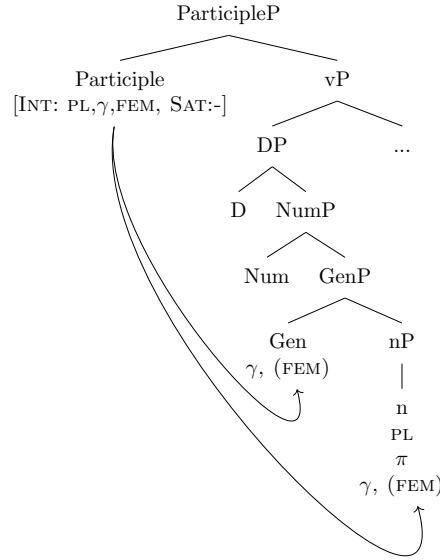 ParticipleP
Participle vP
[INT: PL,γ,FEM, SAT:-]
DP ...
D NumP
Num GenP
Gen nP
γ, (FEM)
n
PL
π
γ, (FEM)